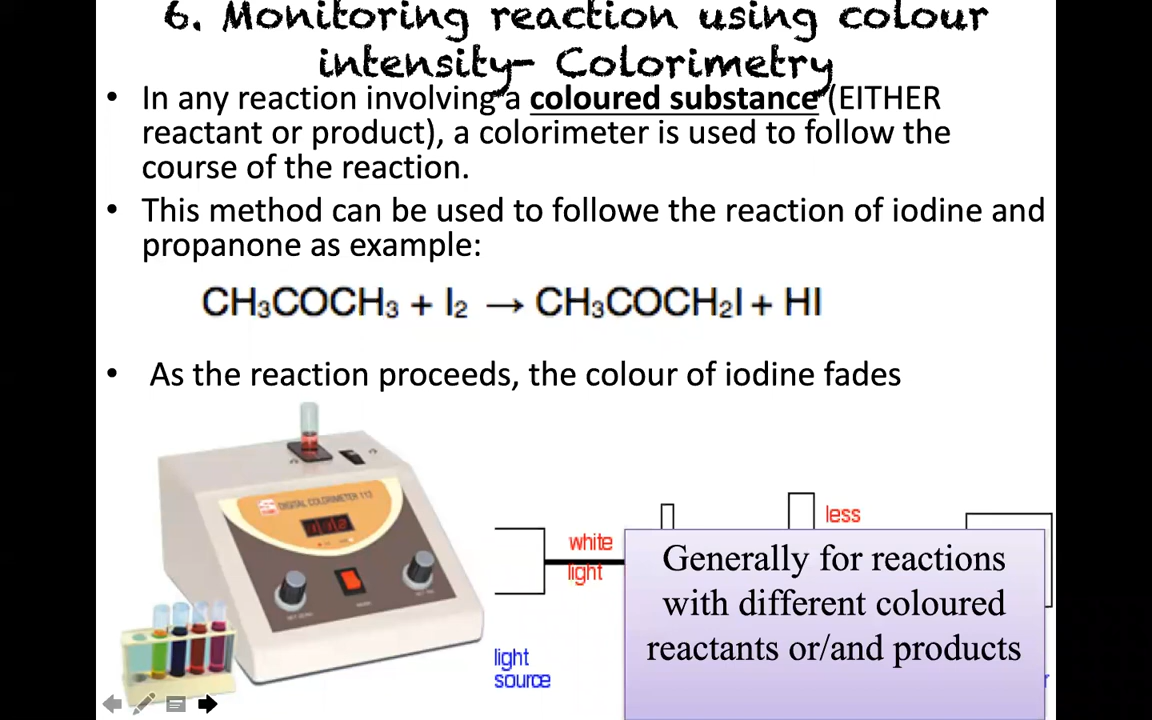 6. Monitoring reaction using colour
intensity- Colorimetry
• In any reaction involving a coloured substance (EITHER
reactant or product), a colorimeter is used to follow the
course of the reaction.
• This method can be used to followe the reaction of iodine and
propanone as example:
CH₃COCH₃ + I₂ → CH₃COCH₂I + HI
• As the reaction proceeds, the colour of iodine fades
DIGITAL COLORIMETER 113
less
white
light
Generally for reactions
with different coloured
reactants or/and products
light
source
r